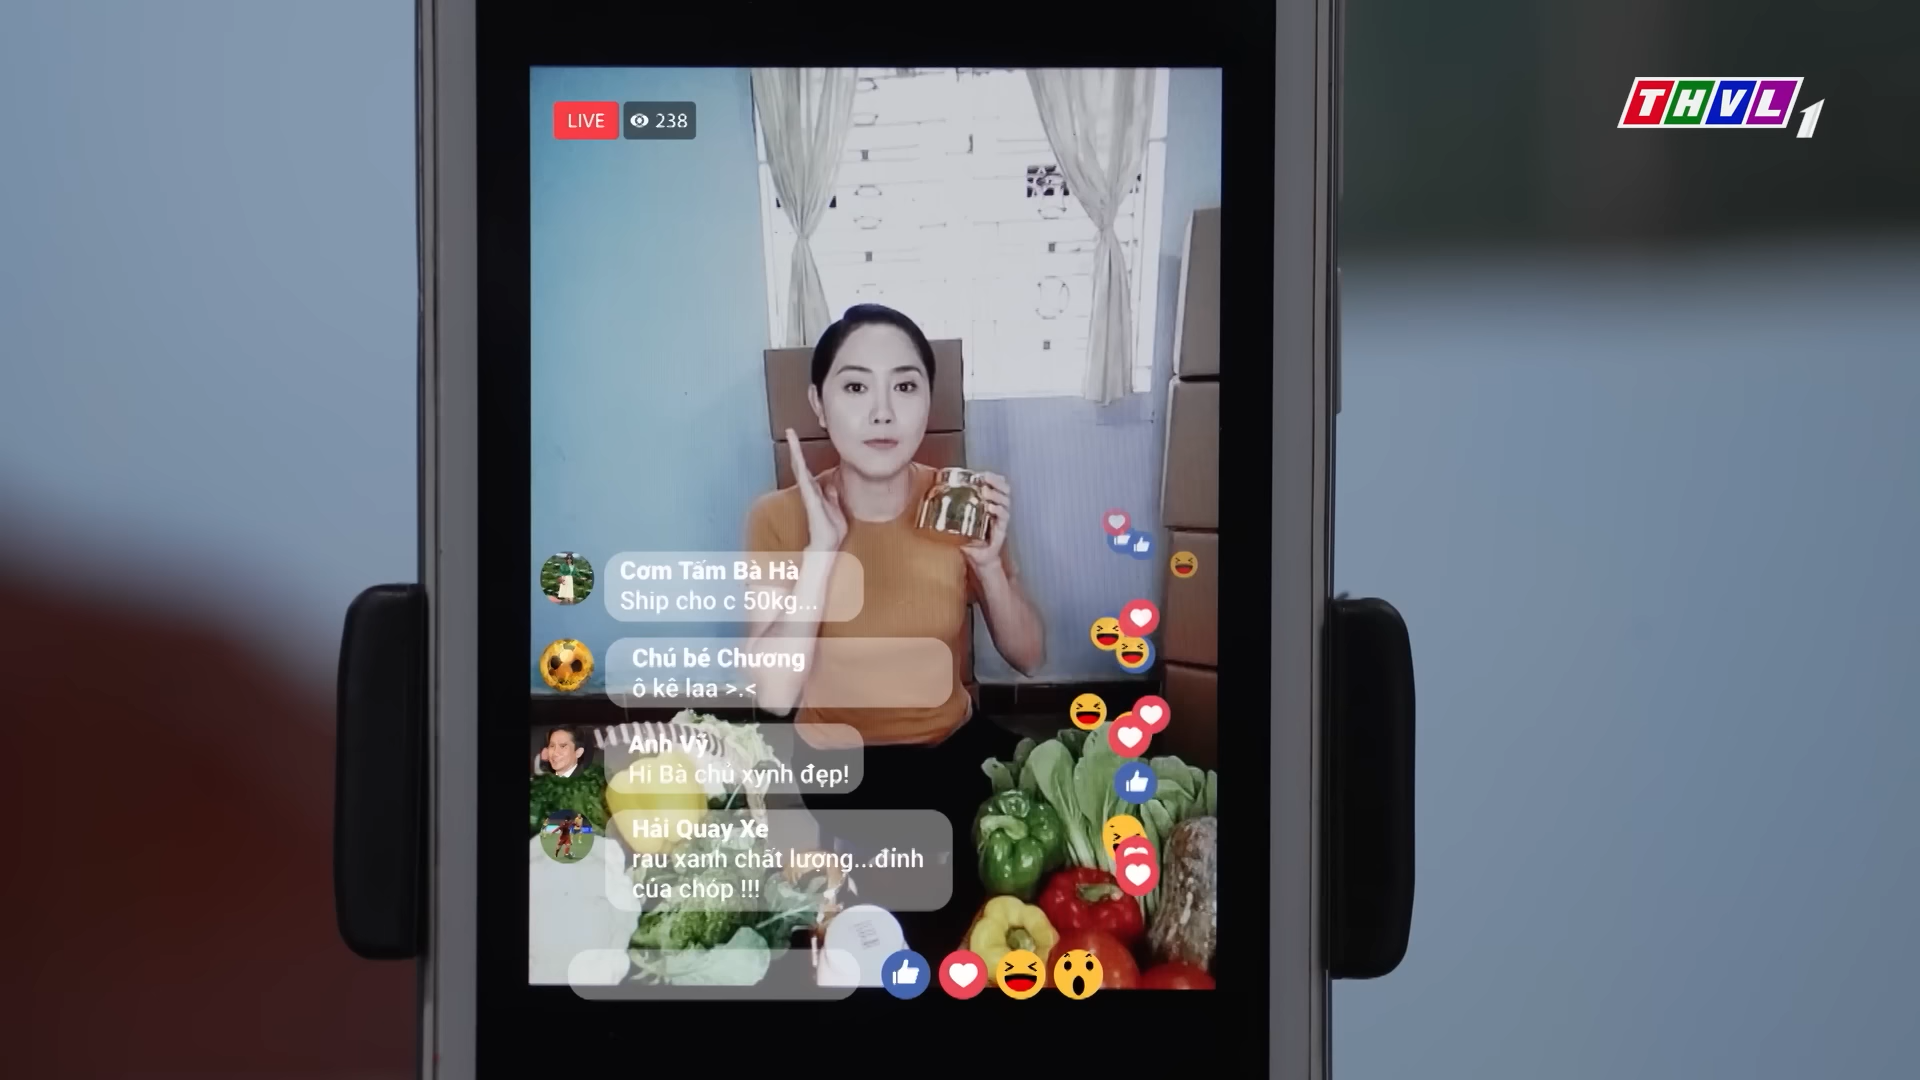 THVL1
LIVE
238
Cơm Tấm Bà Hà
Ship cho c 50kg...
Chú bé Chương
ô kê laa >.<
Anh Vỹ
Hi Bà chủ xynh đẹp!
Hải Quay Xe
rau xanh chất lượng...đỉnh
của chóp !!!